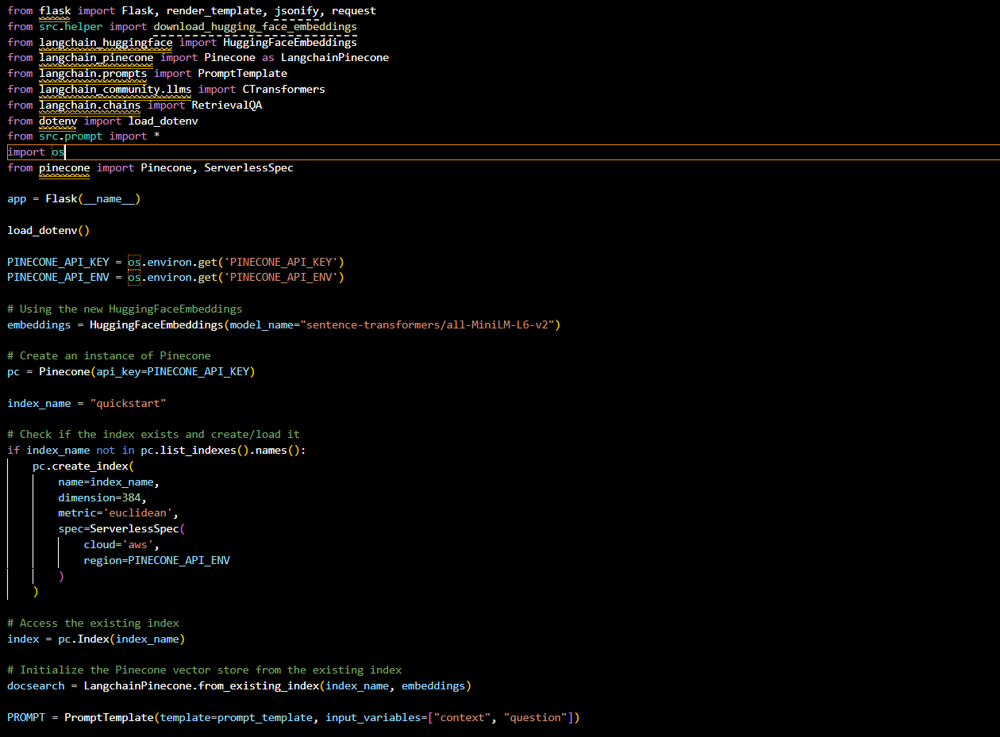 from flask import Flask, render_template, jsonify, request
from src.helper import download_hugging_face_embeddings
from langchain_huggingface import HuggingFaceEmbeddings
from langchain_pinecone import Pinecone as LangchainPinecone
from langchain.prompts import PromptTemplate
from langchain_community.llms import CTransformers
from langchain.chains import RetrievalQA
from dotenv import load_dotenv
from src.prompt import *
import os
from pinecone import Pinecone, ServerlessSpec

app = Flask(__name__)

load_dotenv()

PINECONE_API_KEY = os.environ.get('PINECONE_API_KEY')
PINECONE_API_ENV = os.environ.get('PINECONE_API_ENV')

# Using the new HuggingFaceEmbeddings
embeddings = HuggingFaceEmbeddings(model_name="sentence-transformers/all-MiniLM-L6-v2")

# Create an instance of Pinecone
pc = Pinecone(api_key=PINECONE_API_KEY)

index_name = "quickstart"

# Check if the index exists and create/load it
if index_name not in pc.list_indexes().names():
    pc.create_index(
        name=index_name,
        dimension=384,
        metric='euclidean',
        spec=ServerlessSpec(
            cloud='aws',
            region=PINECONE_API_ENV
        )
    )

# Access the existing index
index = pc.Index(index_name)

# Initialize the Pinecone vector store from the existing index
docsearch = LangchainPinecone.from_existing_index(index_name, embeddings)

PROMPT = PromptTemplate(template=prompt_template, input_variables=["context", "question"])